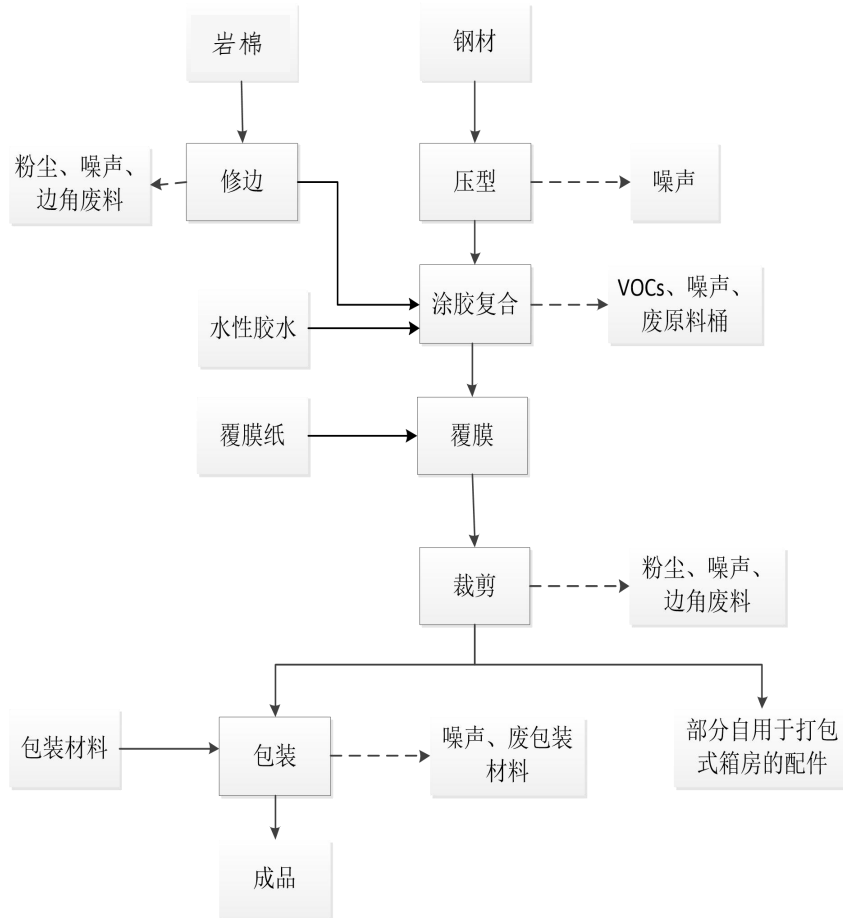 岩棉
钢材
粉尘、噪声、
边角废料
修边
压型
噪声
涂胶复合
VOCs、噪声、
废原料桶
水性胶水
覆膜纸
覆膜
裁剪
粉尘、噪声、
边角废料
包装材料
包装
噪声、废包装
材料
部分自用于打包
式箱房的配件
成品